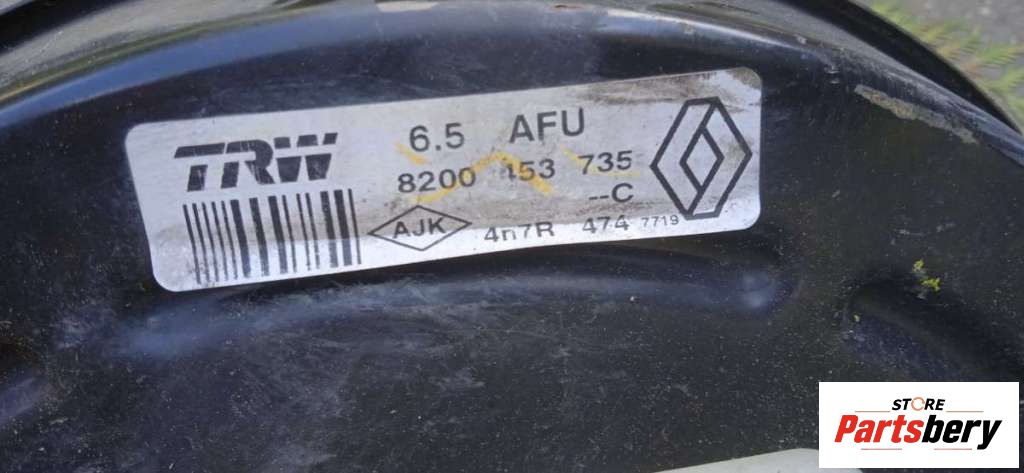 TRW 6.5 AFU
8200 453 735
--C
AJK 4n7R 474 7719
STORE
Partsbery